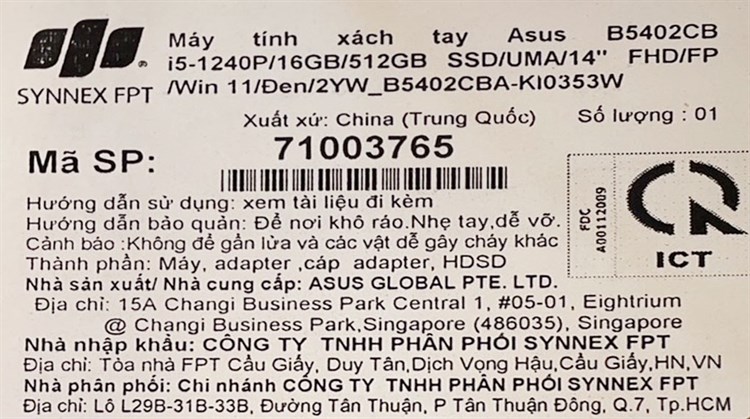 Máy tính xách tay Asus B5402CB
i5-1240P/16GB/512GB SSD/UMA/14" FHD/FP
/Win 11/Đen/2YW_B5402CBA-KI0353W
SYNNEX FPT
Xuất xứ: China (Trung Quốc) Số lượng : 01
Mã SP: 71003765
Hướng dẫn sử dụng: xem tài liệu đi kèm
Hướng dẫn bảo quản: Để nơi khô ráo.Nhẹ tay,dễ vỡ.
Cảnh báo :Không để gần lửa và các vật dễ gây cháy khác
Thành phần: Máy, adapter ,cáp adapter, HDSD
FDC
A00112009
ICT
Nhà sản xuất/ Nhà cung cấp: ASUS GLOBAL PTE. LTD.
Địa chỉ: 15A Changi Business Park Central 1, #05-01, Eightrium
@ Changi Business Park,Singapore (486035), Singapore
Nhà nhập khẩu: CÔNG TY TNHH PHÂN PHỐI SYNNEX FPT
Địa chỉ: Tòa nhà FPT Cầu Giấy, Duy Tân,Dịch Vọng Hậu,Cầu Giấy,HN,VN
Nhà phân phối: Chi nhánh CÔNG TY TNHH PHÂN PHỐI SYNNEX FPT
Địa chỉ: Lô L29B-31B-33B, Đường Tân Thuận, P Tân Thuận Đông, Q.7, Tp.HCM